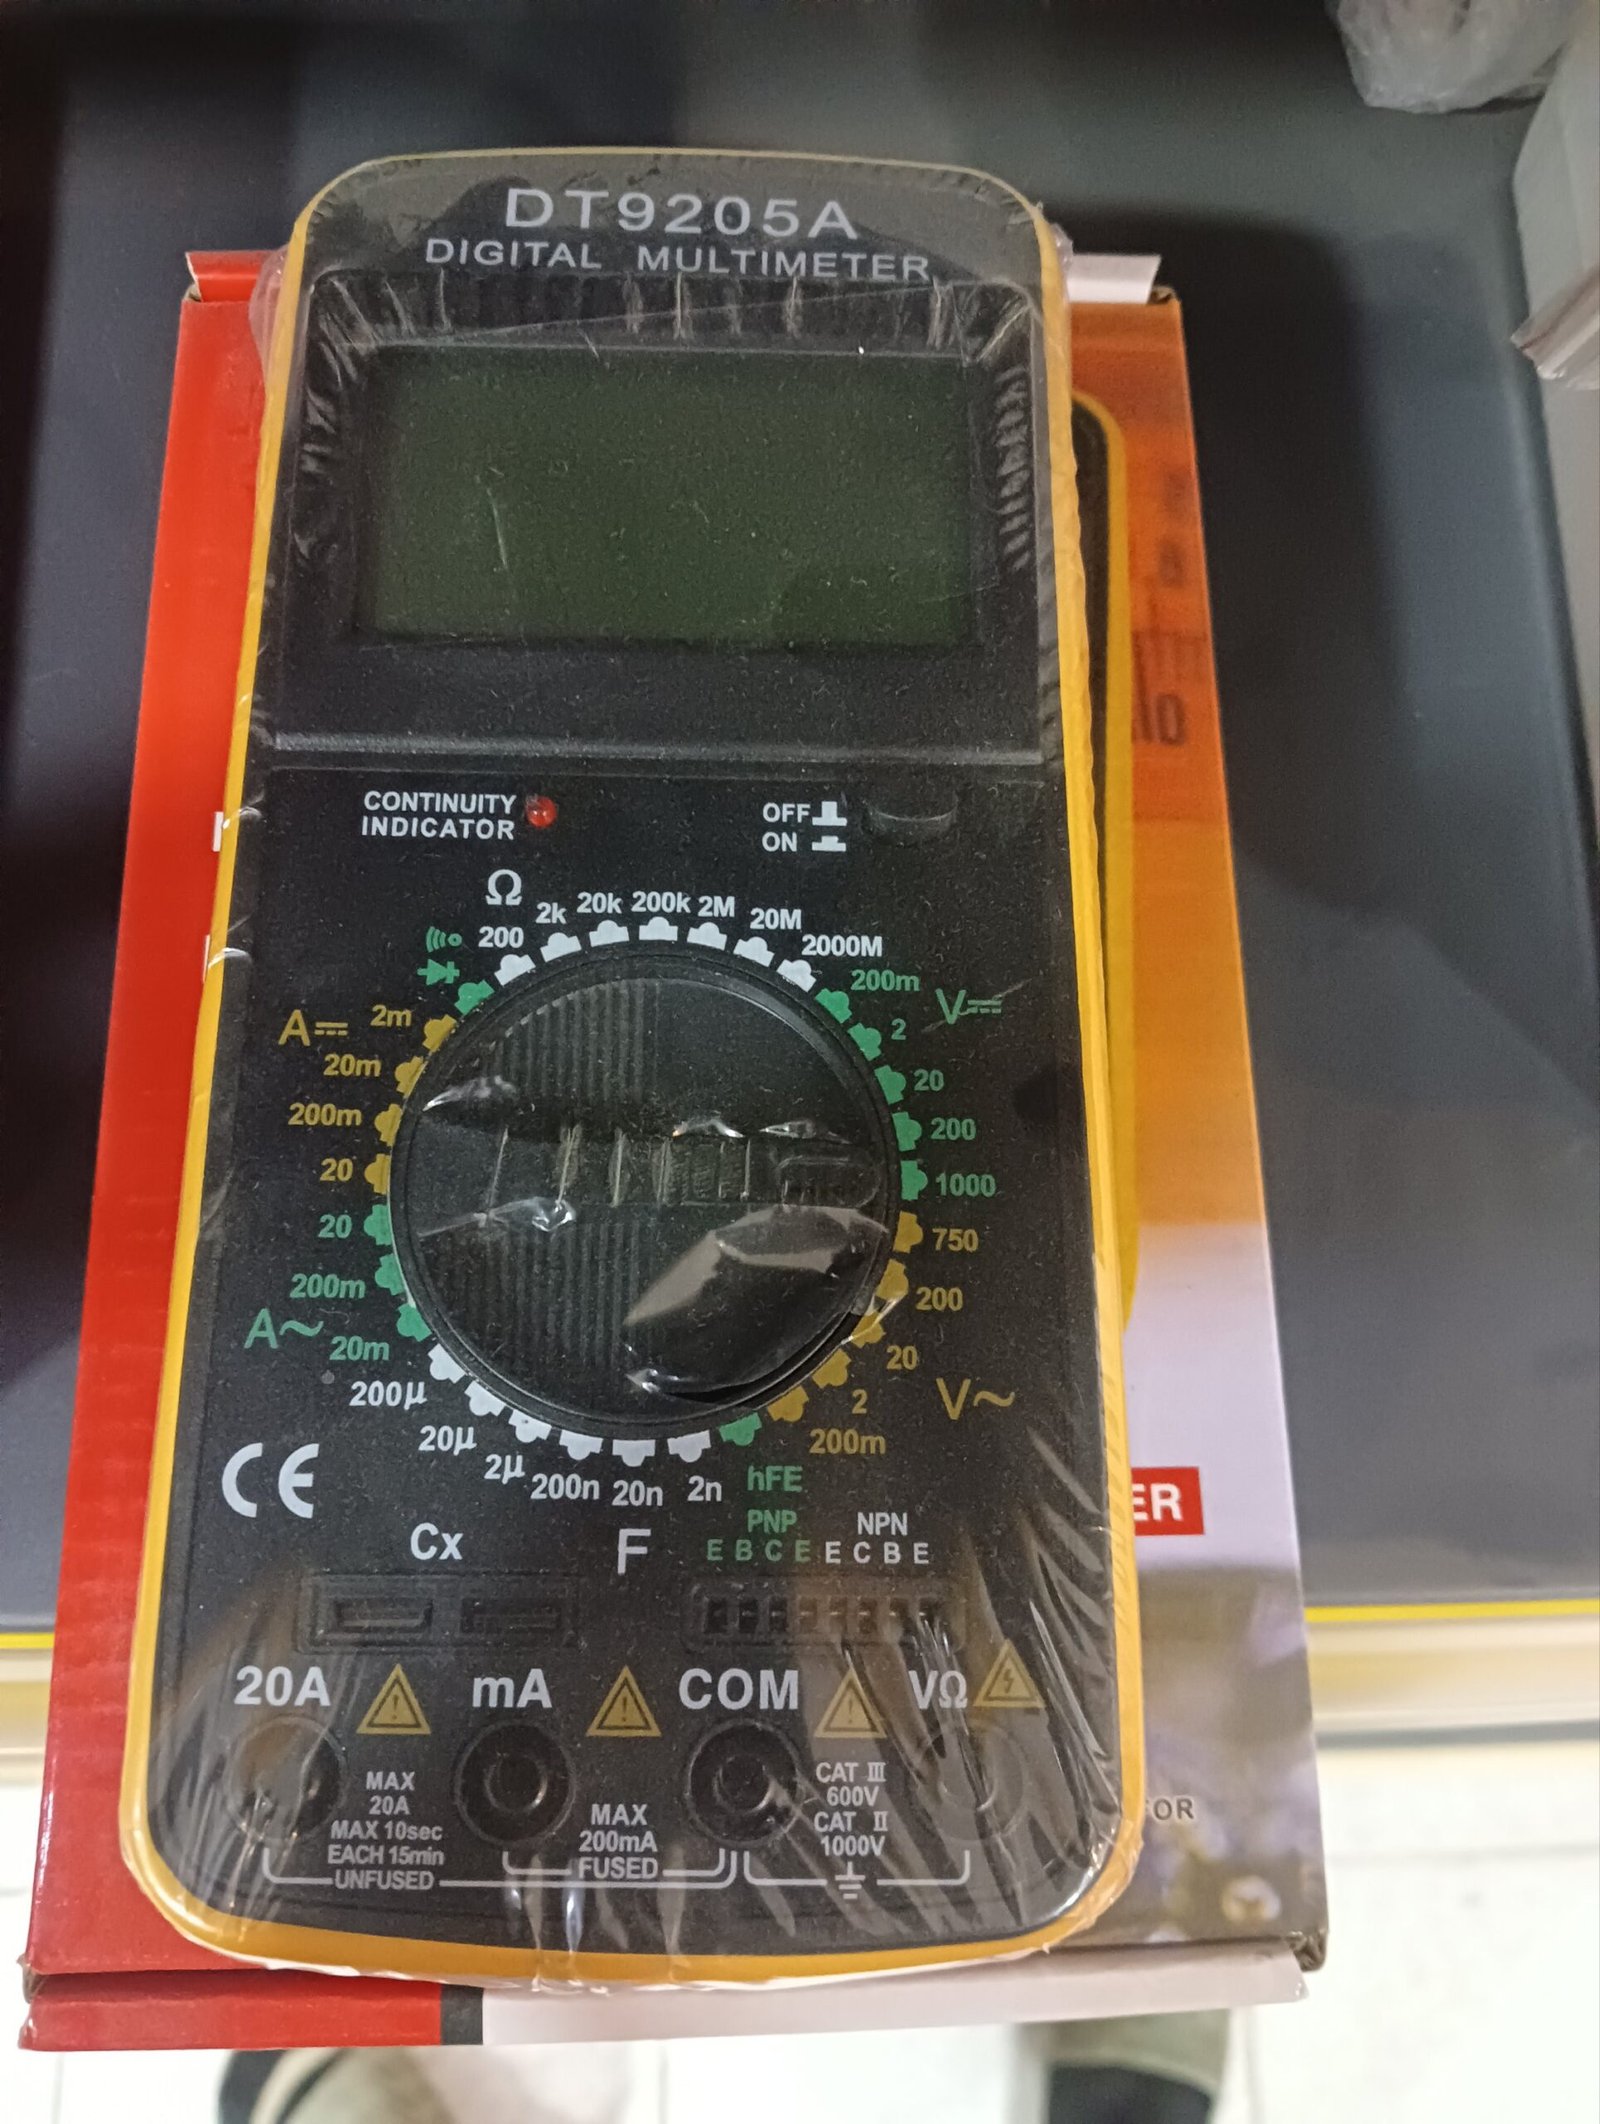 DT9205A
DIGITAL MULTIMETER
CONTINUITY
INDICATOR
OFF
ON
Ω
200
2k
20k
200k
2M
20M
2000M
200m
V⎓
2
20
200
1000
750
200
20
2
V~
200m
hFE
A⎓
2m
20m
200m
20
20
200m
A~
20m
200µ
20µ
2µ
200n
20n
2n
CE
Cx
F
PNP
NPN
E B C E E C B E
20A
mA
COM
VΩ
MAX
20A
MAX 10sec
EACH 15min
UNFUSED
MAX
200mA
FUSED
CAT III
600V
CAT II
1000V
ER
OR